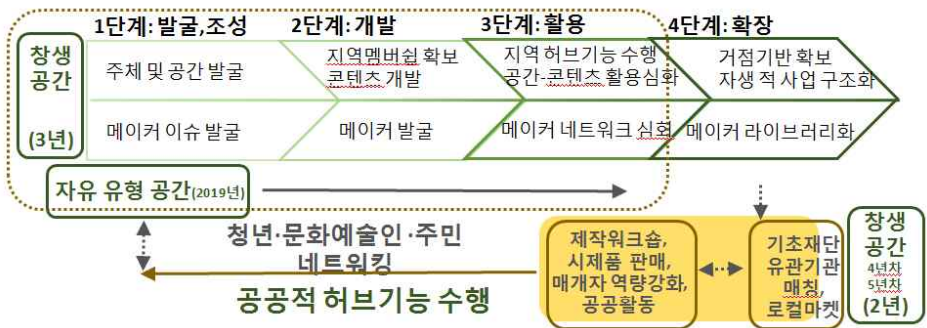 1단계: 발굴,조성
2단계: 개발
3단계: 활용
4단계: 확장
창생
공간
(3년)
주체 및 공간 발굴
지역멤버쉽 확보
콘텐츠 개발
지역 허브기능 수행
공간-콘텐츠 활용심화
거점기반 확보
자생 적 사업 구조화
메이커 이슈 발굴
메이커 발굴
메이커 네트워크 심화
메이커 라이브러리화
자유 유형 공간(2019년)
청년·문화예술인 ·주민
네트워킹
공공적 허브기능 수행
제작워크숍,
시제품 판매,
매개자 역량강화,
공공활동
기초재단
유관기관
매칭,
로컬마켓
창생
공간
4년차
5년차
(2년)